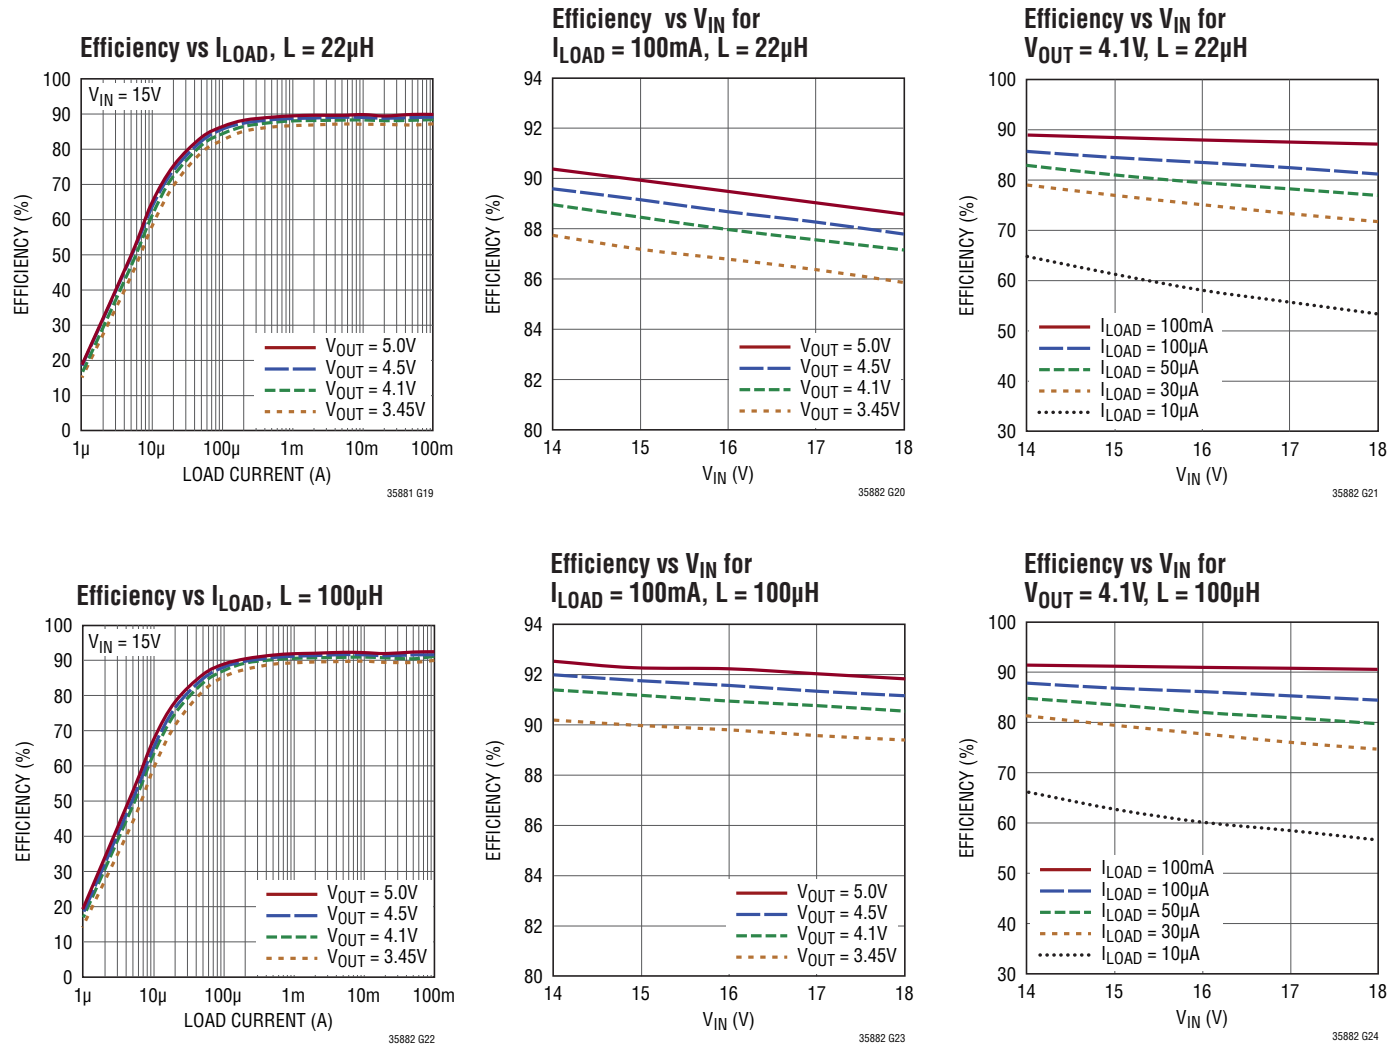 Efficiency vs ILOAD, L = 22µH
100
90
80
70
60
50
40
30
20
10
0
EFFICIENCY (%)
VIN = 15V
VOUT = 5.0V
VOUT = 4.5V
VOUT = 4.1V
VOUT = 3.45V
1µ 10µ 100µ 1m 10m 100m
LOAD CURRENT (A)
35881 G19
Efficiency vs VIN for
ILOAD = 100mA, L = 22µH
94
92
90
88
86
84
82
80
EFFICIENCY (%)
VOUT = 5.0V
VOUT = 4.5V
VOUT = 4.1V
VOUT = 3.45V
14 15 16 17 18
VIN (V)
35882 G20
Efficiency vs VIN for
VOUT = 4.1V, L = 22µH
100
90
80
70
60
50
40
30
EFFICIENCY (%)
ILOAD = 100mA
ILOAD = 100µA
ILOAD = 50µA
ILOAD = 30µA
ILOAD = 10µA
14 15 16 17 18
VIN (V)
35882 G21
Efficiency vs ILOAD, L = 100µH
100
90
80
70
60
50
40
30
20
10
0
EFFICIENCY (%)
VIN = 15V
VOUT = 5.0V
VOUT = 4.5V
VOUT = 4.1V
VOUT = 3.45V
1µ 10µ 100µ 1m 10m 100m
LOAD CURRENT (A)
35882 G22
Efficiency vs VIN for
ILOAD = 100mA, L = 100µH
94
92
90
88
86
84
82
80
EFFICIENCY (%)
VOUT = 5.0V
VOUT = 4.5V
VOUT = 4.1V
VOUT = 3.45V
14 15 16 17 18
VIN (V)
35882 G23
Efficiency vs VIN for
VOUT = 4.1V, L = 100µH
100
90
80
70
60
50
40
30
EFFICIENCY (%)
ILOAD = 100mA
ILOAD = 100µA
ILOAD = 50µA
ILOAD = 30µA
ILOAD = 10µA
14 15 16 17 18
VIN (V)
35882 G24